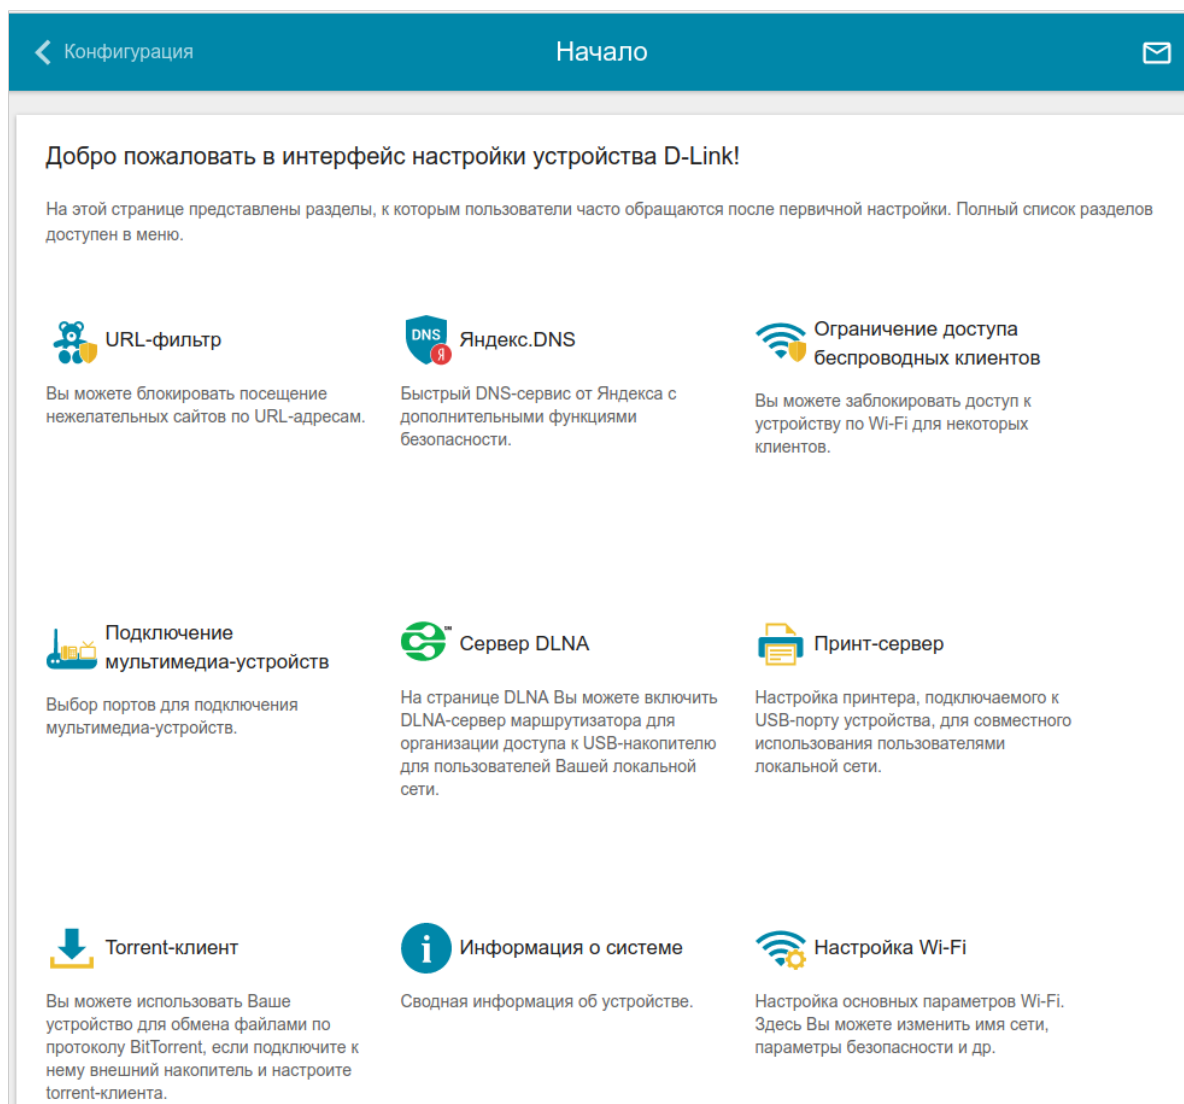 Конфигурация
Начало
Добро пожаловать в интерфейс настройки устройства D-Link!
На этой странице представлены разделы, к которым пользователи часто обращаются после первичной настройки. Полный список разделов
доступен в меню.
URL-фильтр
Вы можете блокировать посещение
нежелательных сайтов по URL-адресам.
DNS
Я
Яндекс.DNS
Быстрый DNS-сервис от Яндекса с
дополнительными функциями
безопасности.
Ограничение доступа
беспроводных клиентов
Вы можете заблокировать доступ к
устройству по Wi-Fi для некоторых
клиентов.
Подключение
мультимедиа-устройств
Выбор портов для подключения
мультимедиа-устройств.
Сервер DLNA
На странице DLNA Вы можете включить
DLNA-сервер маршрутизатора для
организации доступа к USB-накопителю
для пользователей Вашей локальной
сети.
Принт-сервер
Настройка принтера, подключаемого к
USB-порту устройства, для совместного
использования пользователями
локальной сети.
Torrent-клиент
Вы можете использовать Ваше
устройство для обмена файлами по
протоколу BitTorrent, если подключите к
нему внешний накопитель и настроите
torrent-клиента.
Информация о системе
Сводная информация об устройстве.
Настройка Wi-Fi
Настройка основных параметров Wi-Fi.
Здесь Вы можете изменить имя сети,
параметры безопасности и др.